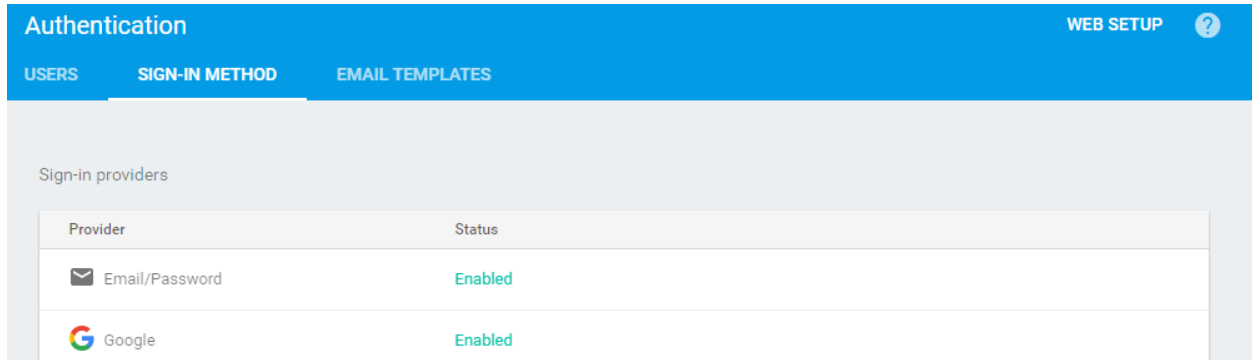 Authentication WEB SETUP ?
USERS SIGN-IN METHOD EMAIL TEMPLATES
Sign-in providers
Provider Status
Email/Password Enabled
Google Enabled